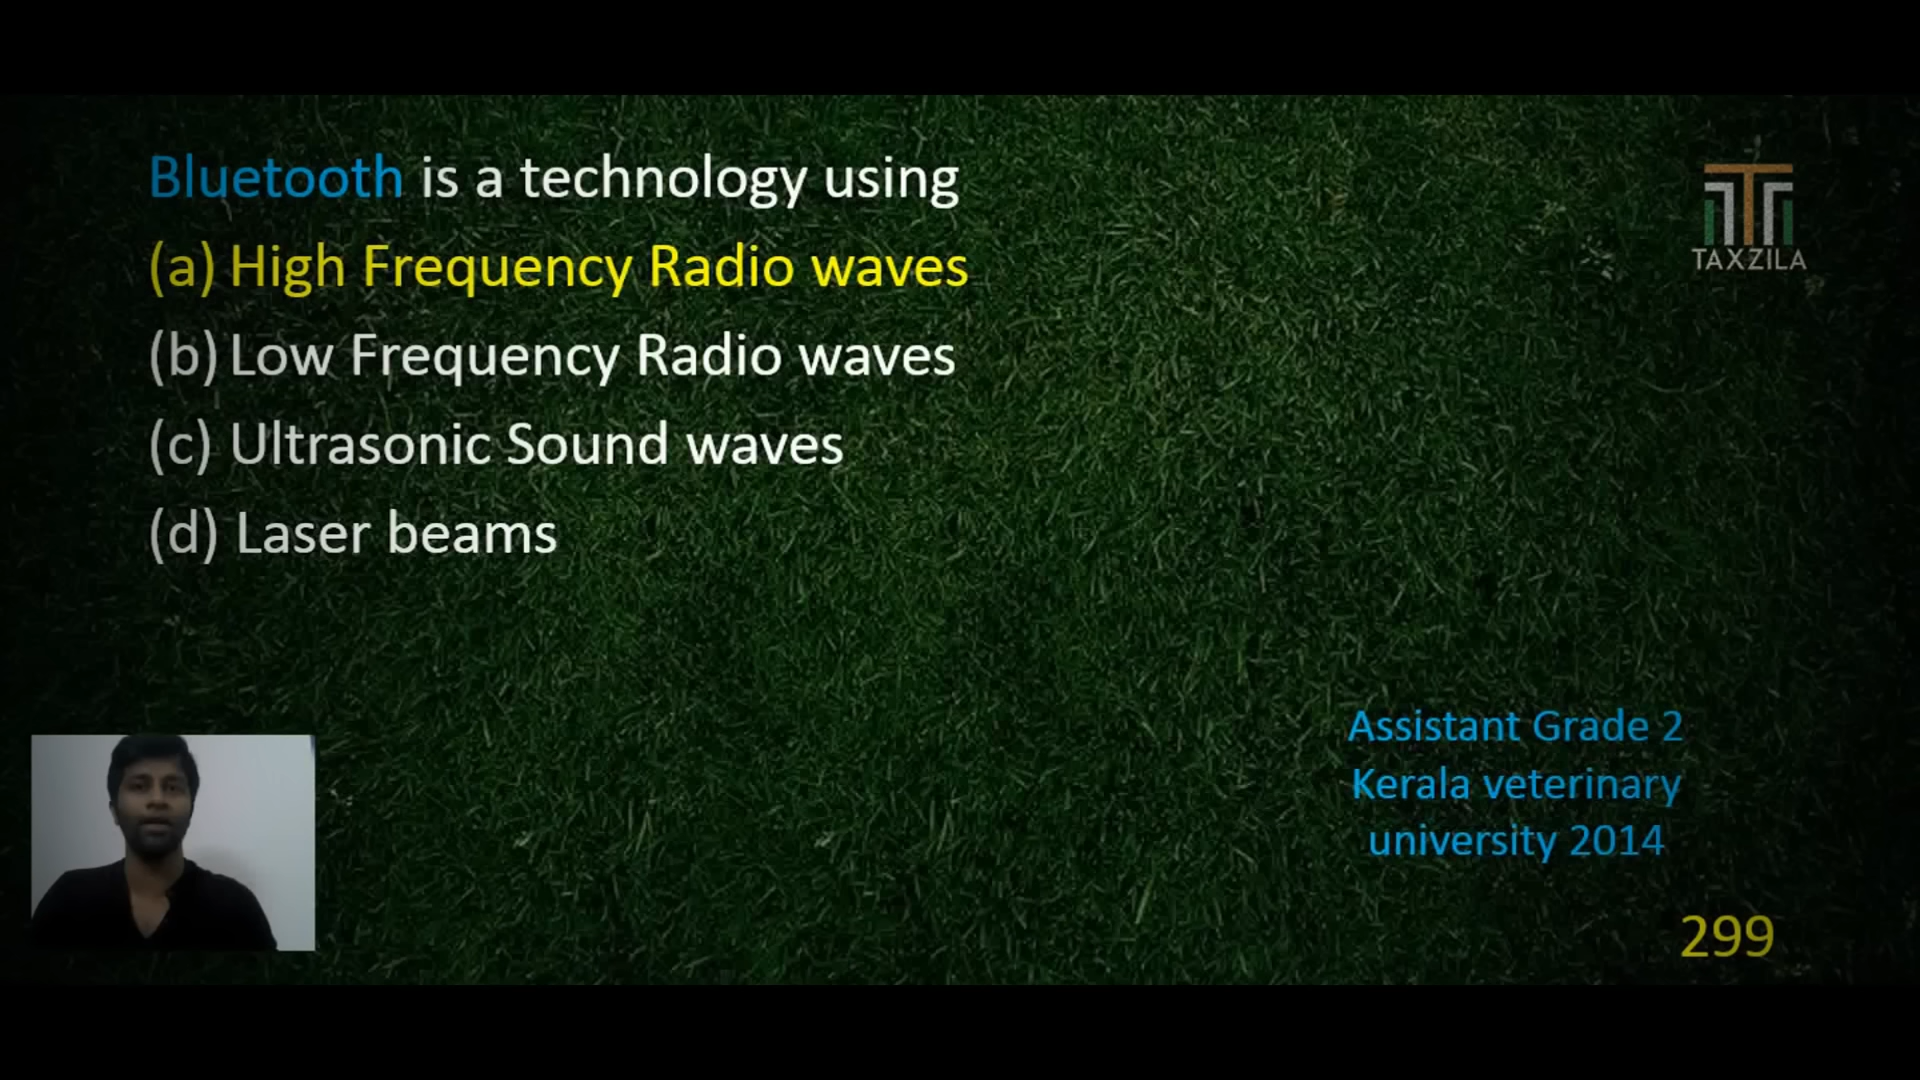 Bluetooth is a technology using
(a) High Frequency Radio waves
(b) Low Frequency Radio waves
(c) Ultrasonic Sound waves
(d) Laser beams
TAXZILA
Assistant Grade 2
Kerala veterinary
university 2014
299